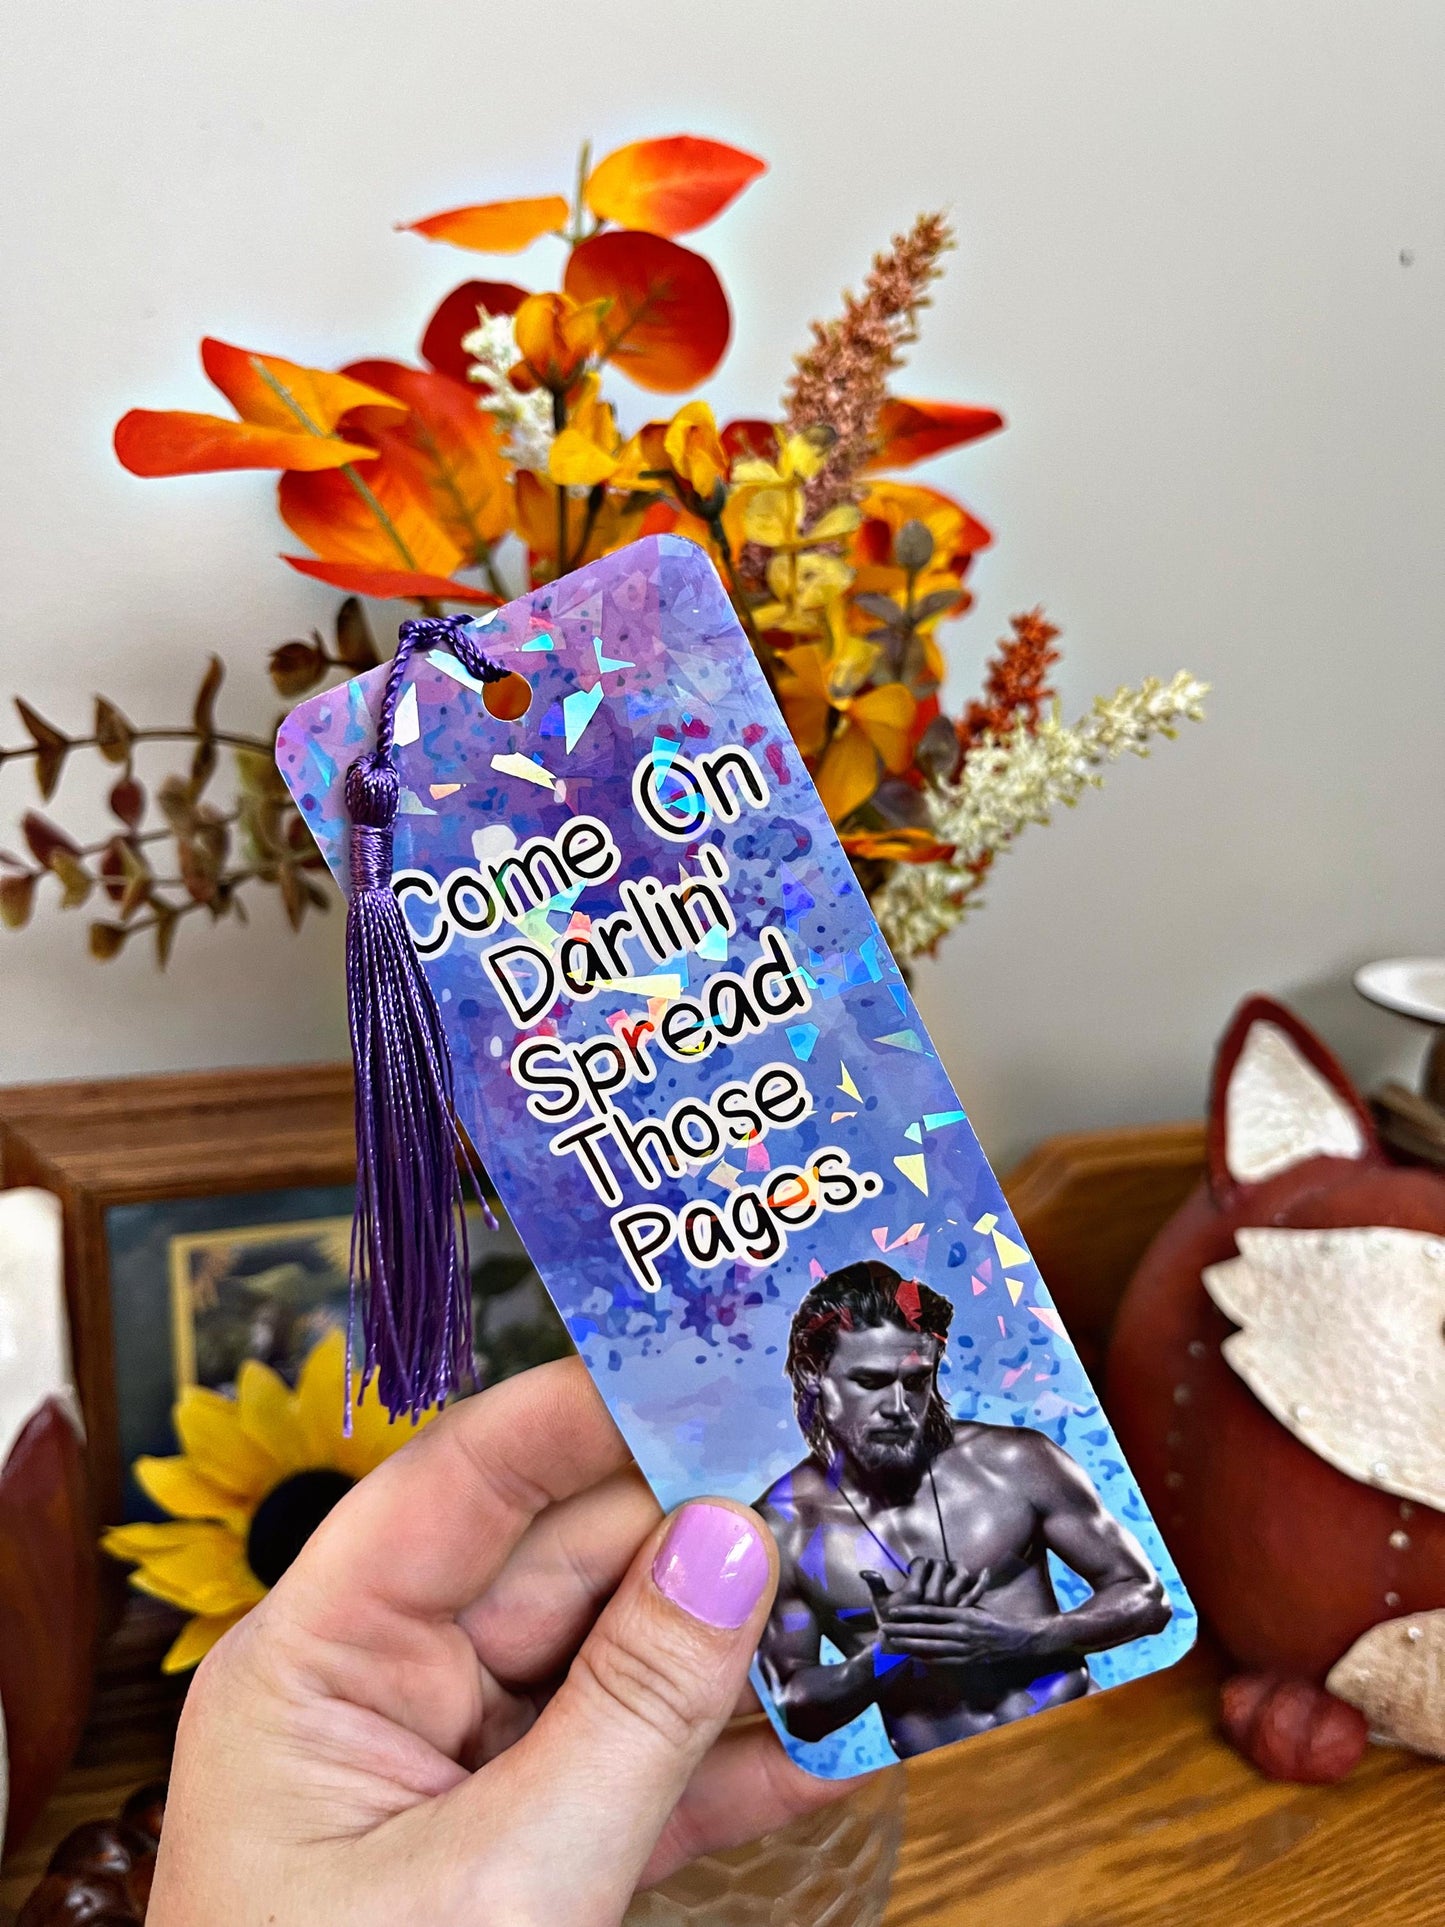 Come On
Darlin'
Spread
Those
Pages.